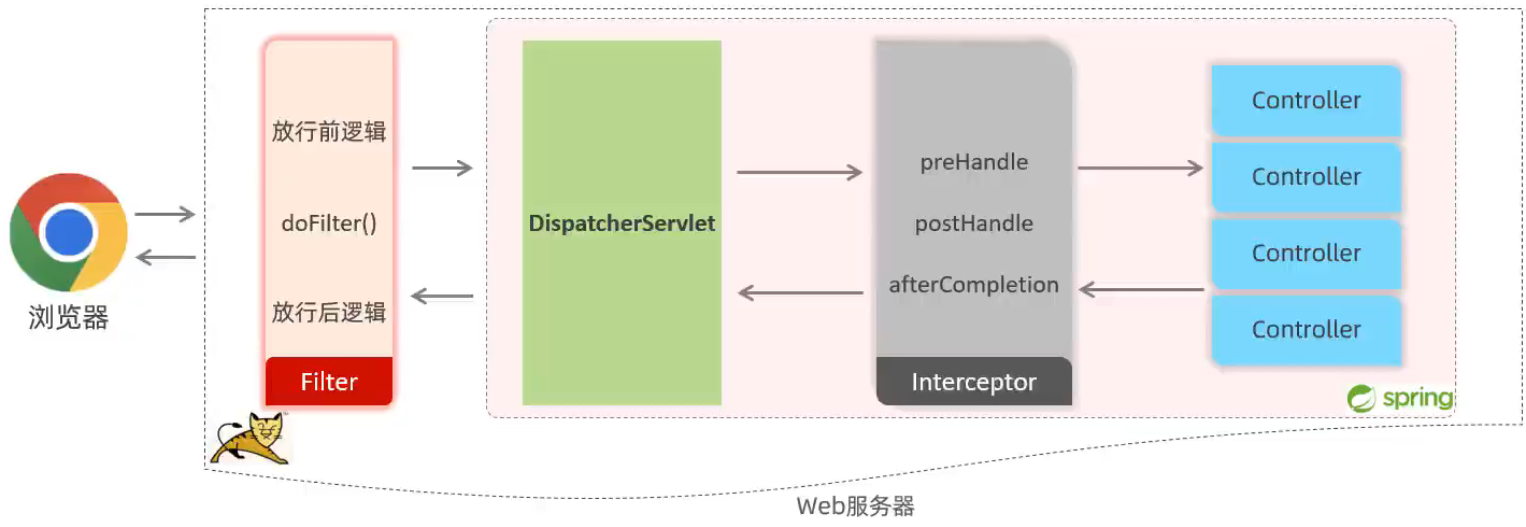 浏览器
放行前逻辑
doFilter()
放行后逻辑
Filter
DispatcherServlet
preHandle
postHandle
afterCompletion
Interceptor
Controller
Controller
Controller
Controller
spring
Web服务器